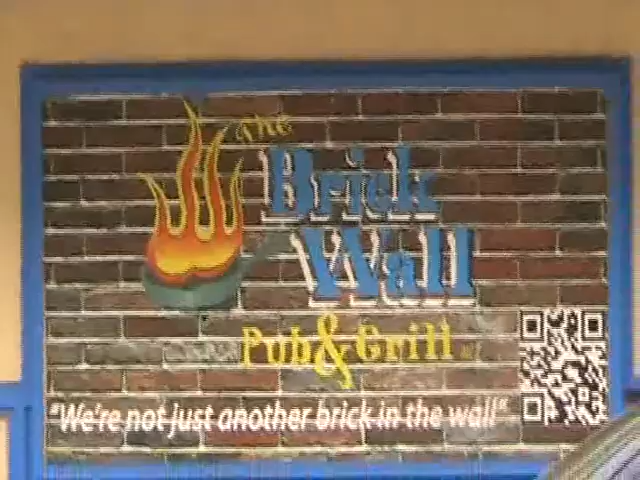 the
Brick
Wall
Pub & Grill
"We're not just another brick in the wall"